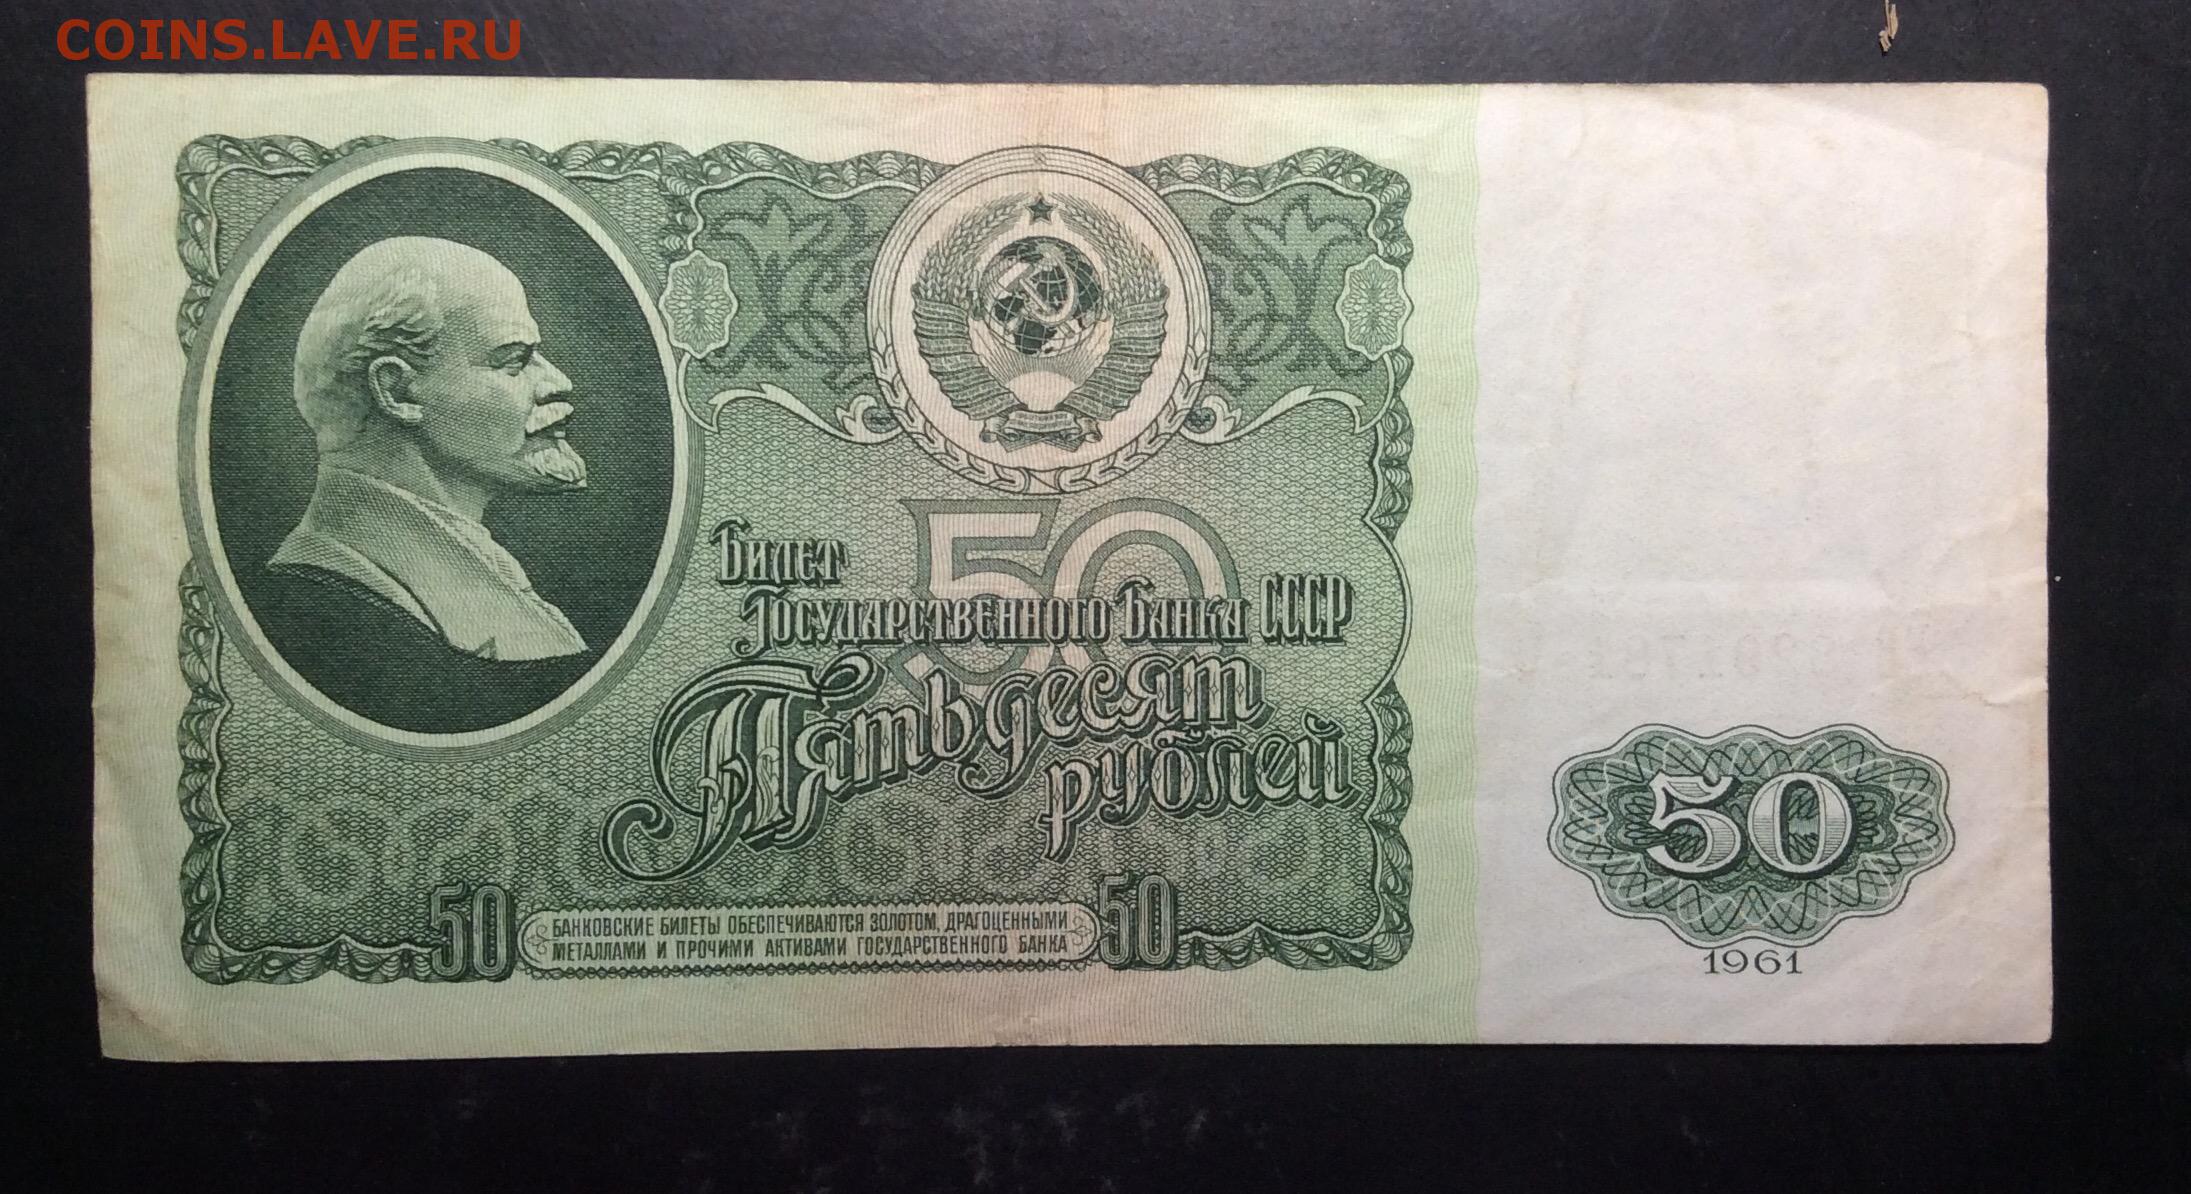 COINS.LAVE.RU
Билет
Государственного Банка СССР
50
Пятьдесят
рублей
50
БАНКОВСКИЕ БИЛЕТЫ ОБЕСПЕЧИВАЮТСЯ ЗОЛОТОМ, ДРАГОЦЕННЫМИ
МЕТАЛЛАМИ И ПРОЧИМИ АКТИВАМИ ГОСУДАРСТВЕННОГО БАНКА
50
50
1961